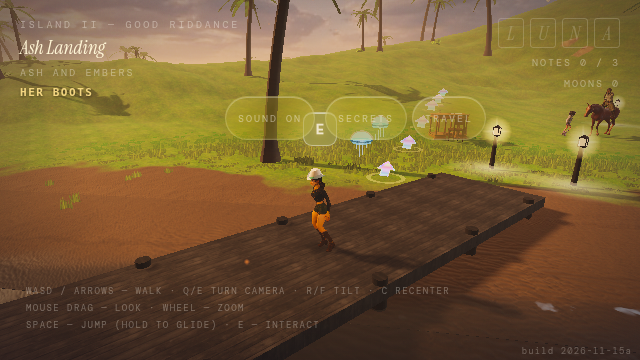 ISLAND II — GOOD RIDDANCE
Ash Landing
ASH AND EMBERS
HER BOOTS
L U N A
NOTES 0 / 3
MOONS 0
SOUND ON
SECRETS
TRAVEL
E
WASD / ARROWS — WALK · Q/E TURN CAMERA · R/F TILT · C RECENTER
MOUSE DRAG — LOOK · WHEEL — ZOOM
SPACE — JUMP (HOLD TO GLIDE) · E — INTERACT
build 2026-11-15a